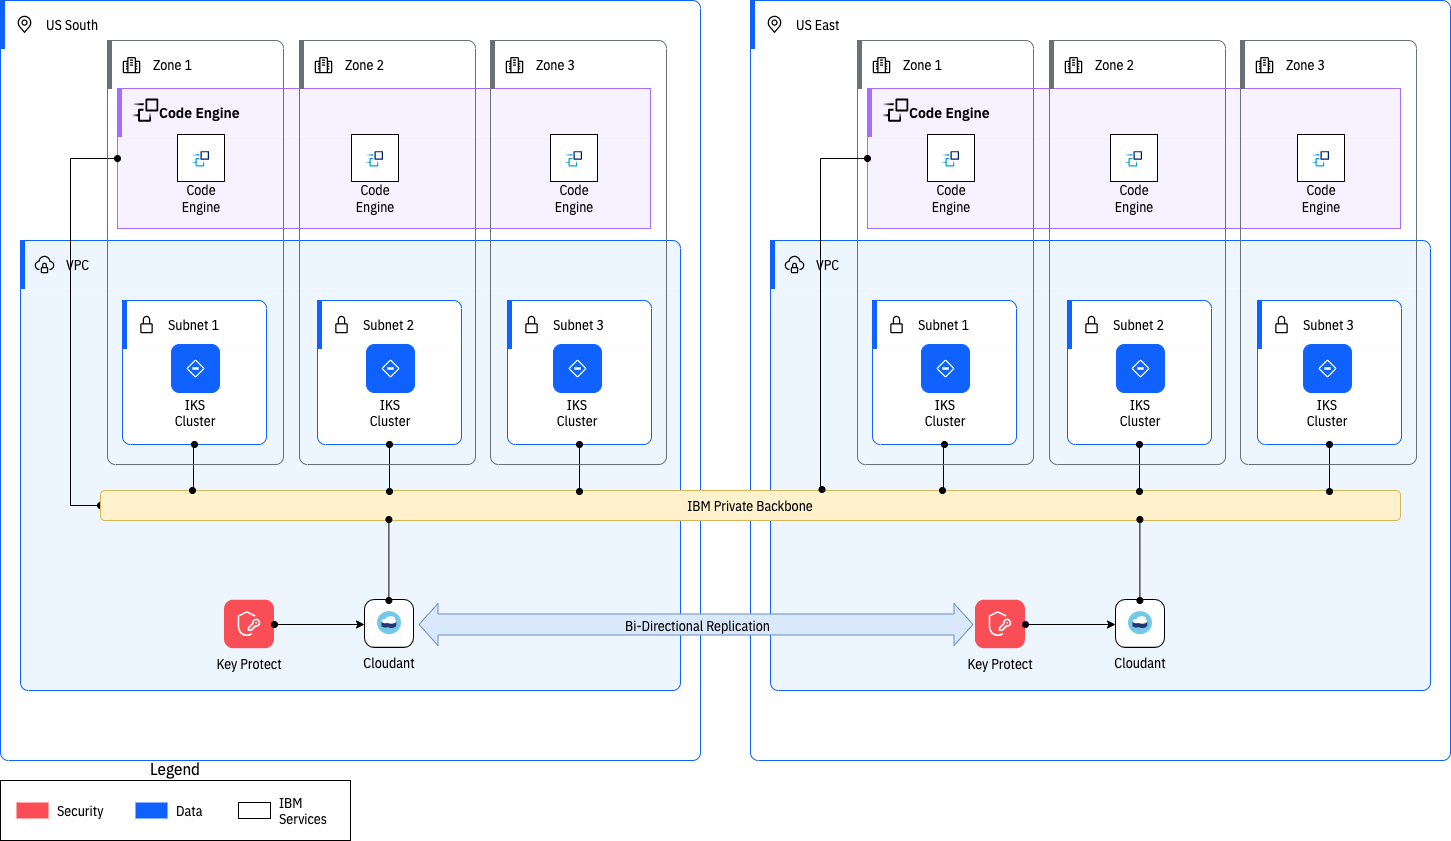 US South
US East
Zone 1
Zone 2
Zone 3
Zone 1
Zone 2
Zone 3
Code Engine
Code Engine
Code
Engine
Code
Engine
Code
Engine
Code
Engine
Code
Engine
Code
Engine
VPC
VPC
Subnet 1
Subnet 2
Subnet 3
Subnet 1
Subnet 2
Subnet 3
IKS
Cluster
IKS
Cluster
IKS
Cluster
IKS
Cluster
IKS
Cluster
IKS
Cluster
IBM Private Backbone
Bi-Directional Replication
Key Protect
Cloudant
Key Protect
Cloudant
Legend
Security
Data
IBM
Services